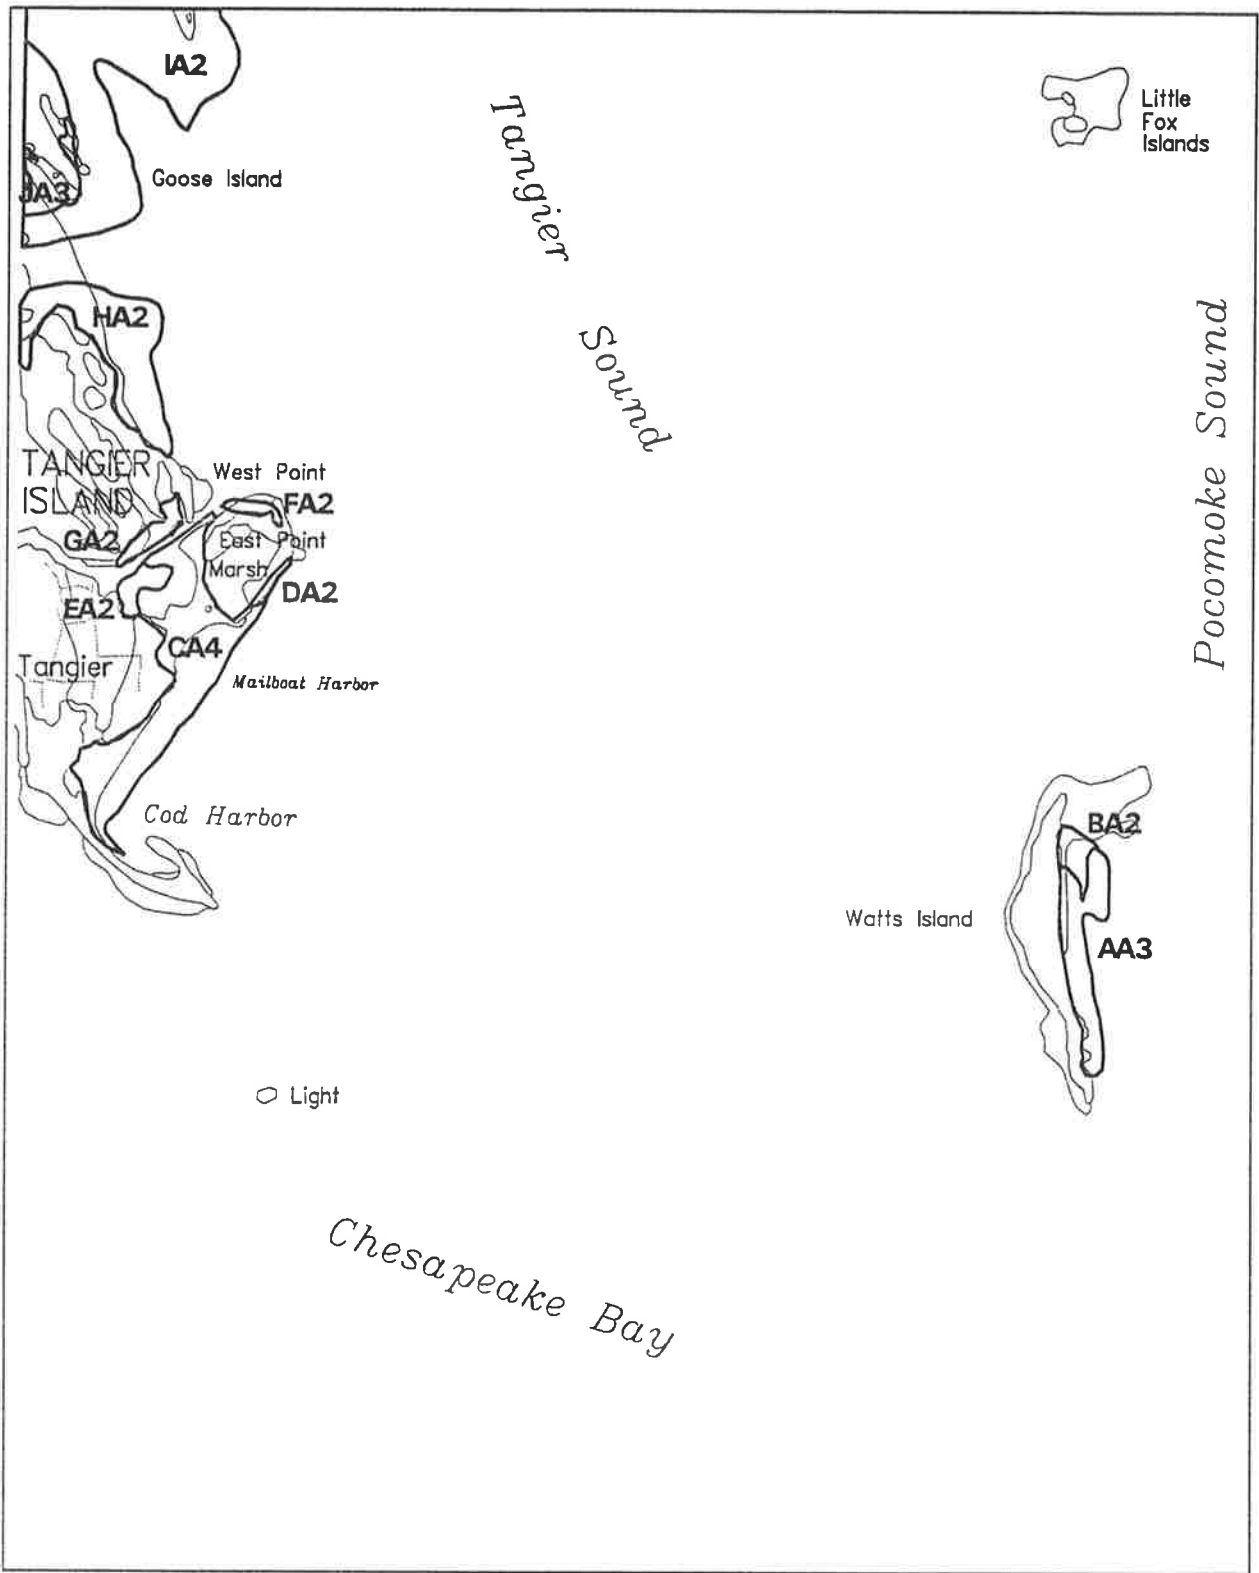 IA2
Little
Fox
Islands
Tangier
Sound
Goose Island
JA3
HA2
Pocomoke Sound
TANGIER
ISLAND
West Point
FA2
GA2
East Point
Marsh
DA2
EA2
CA4
Tangier
Mailboat Harbor
Cod Harbor
BA2
Watts Island
AA3
Light
Chesapeake Bay